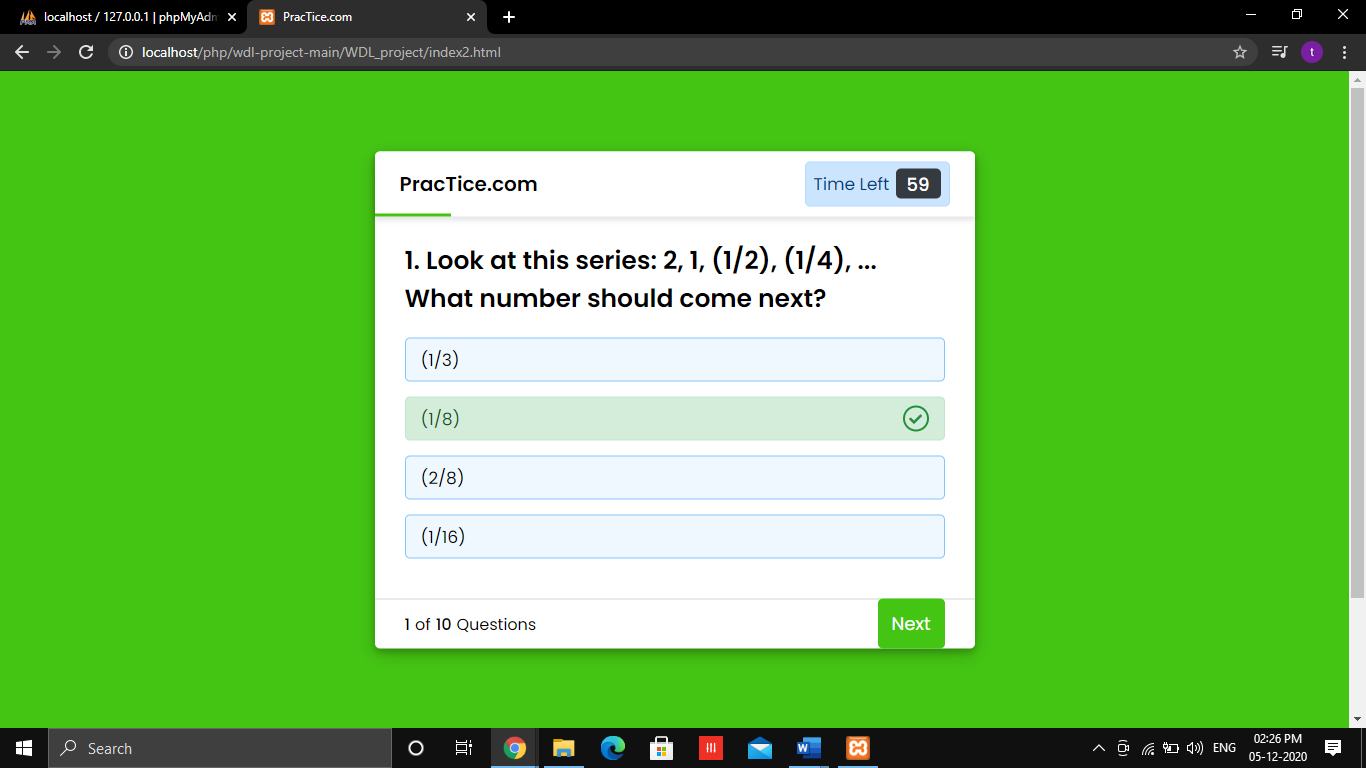 localhost / 127.0.0.1 | phpMyAdm
PracTice.com
localhost/php/wdl-project-main/WDL_project/index2.html
t
PracTice.com
Time Left 59
1. Look at this series: 2, 1, (1/2), (1/4), ...
What number should come next?
(1/3)
(1/8)
(2/8)
(1/16)
1 of 10 Questions
Next
Search
ENG
02:26 PM
05-12-2020